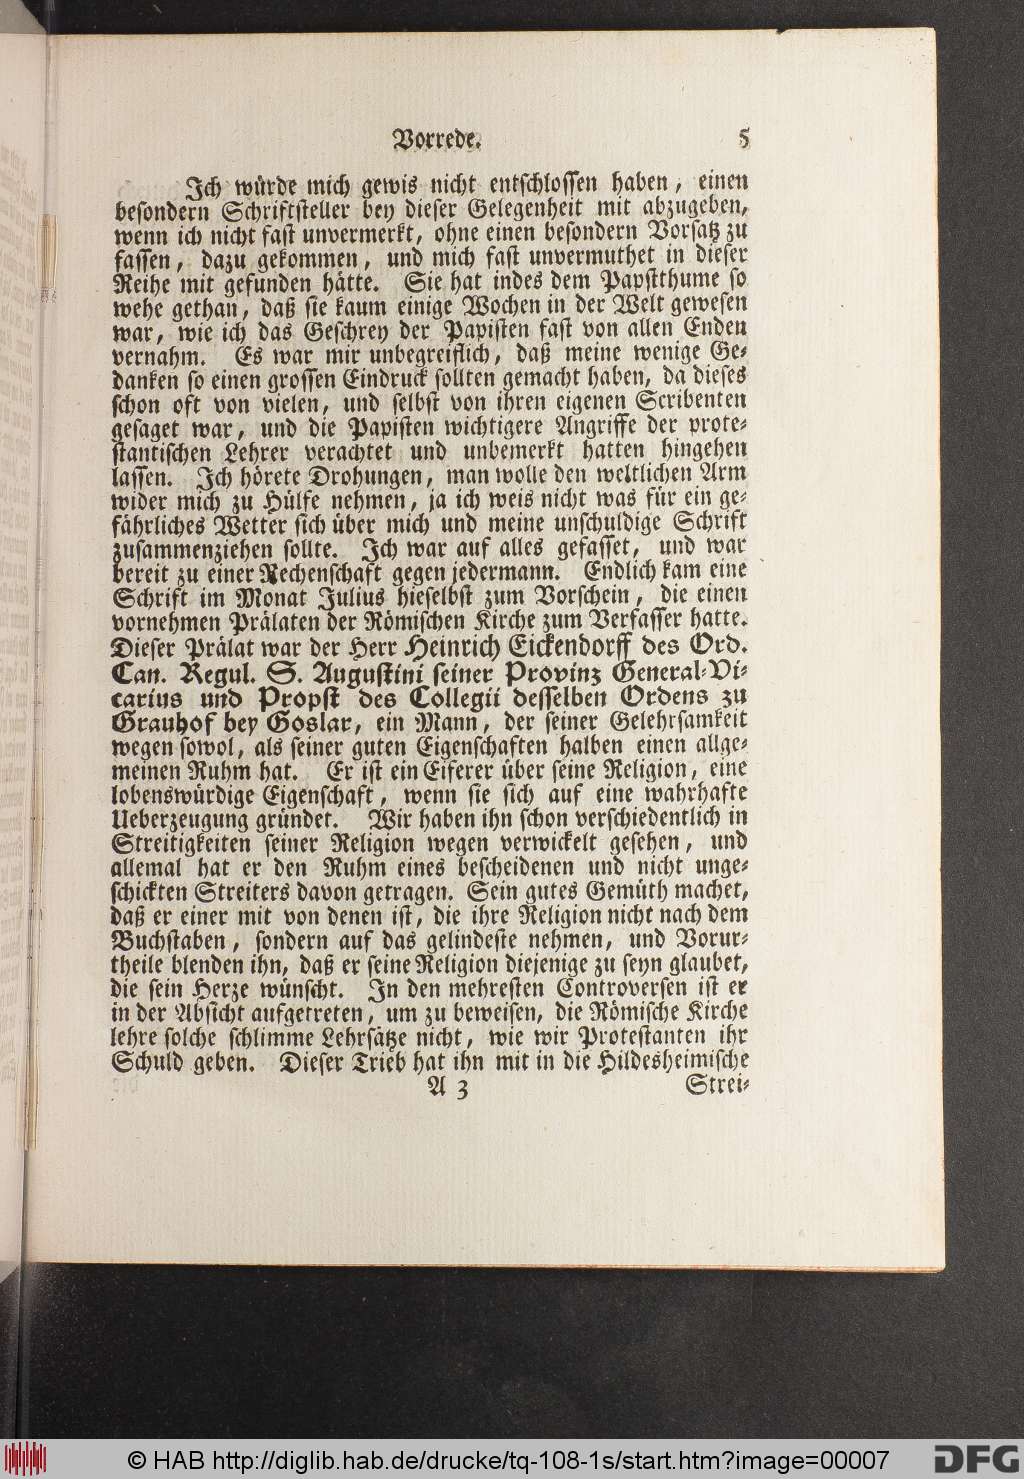 Vorrede. 5
Ich würde mich gewis nicht entschlossen haben, einen
besondern Schriftsteller bey dieser Gelegenheit mit abzugeben,
wenn ich nicht fast unvermerkt, ohne einen besondern Vorsatz zu
fassen, dazu gekommen, und mich fast unvermuthet in dieser
Reihe mit gefunden hätte. Sie hat indes dem Papstthume so
wehe gethan, daß sie kaum einige Wochen in der Welt gewesen
war, wie ich das Geschrey der Papisten fast von allen Enden
vernahm. Es war mir unbegreiflich, daß meine wenige Ge-
danken so einen grossen Eindruck sollten gemacht haben, da dieses
schon oft von vielen, und selbst von ihren eigenen Scribenten
gesaget war, und die Papisten wichtigere Angriffe der prote-
stantischen Lehrer verachtet und unbemerkt hatten hingehen
lassen. Ich hörete Drohungen, man wolle den weltlichen Arm
wider mich zu Hülfe nehmen, ja ich weis nicht was für ein ge-
fährliches Wetter sich über mich und meine unschuldige Schrift
zusammenziehen sollte. Ich war auf alles gefasset, und war
bereit zu einer Rechenschaft gegen jedermann. Endlich kam eine
Schrift im Monat Julius hieselbst zum Vorschein, die einen
vornehmen Prälaten der Römischen Kirche zum Verfasser hatte.
Dieser Prälat war der Herr Heinrich Eickendorff des Ord.
Can. Regul. S. Augustini seiner Provinz General-Vi-
carius und Propst des Collegii desselben Ordens zu
Grauhof bey Goslar, ein Mann, der seiner Gelehrsamkeit
wegen sowol, als seiner guten Eigenschaften halben einen allge-
meinen Ruhm hat. Er ist ein Eiferer über seine Religion, eine
lobenswürdige Eigenschaft, wenn sie sich auf eine wahrhafte
Ueberzeugung gründet. Wir haben ihn schon verschiedentlich in
Streitigkeiten seiner Religion wegen verwickelt gesehen, und
allemal hat er den Ruhm eines bescheidenen und nicht unge-
schickten Streiters davon getragen. Sein gutes Gemüth machet,
daß er einer mit von denen ist, die ihre Religion nicht nach dem
Buchstaben, sondern auf das gelindeste nehmen, und Vorur-
theile blenden ihn, daß er seine Religion diejenige zu seyn glaubet,
die sein Herze wünscht. In den mehresten Controversen ist er
in der Absicht aufgetreten, um zu beweisen, die Römische Kirche
lehre solche schlimme Lehrsätze nicht, wie wir Protestanten ihr
Schuld geben. Dieser Trieb hat ihn mit in die Hildesheimische
A 3 Strei-
© HAB http://diglib.hab.de/drucke/tq-108-1s/start.htm?image=00007 DFG